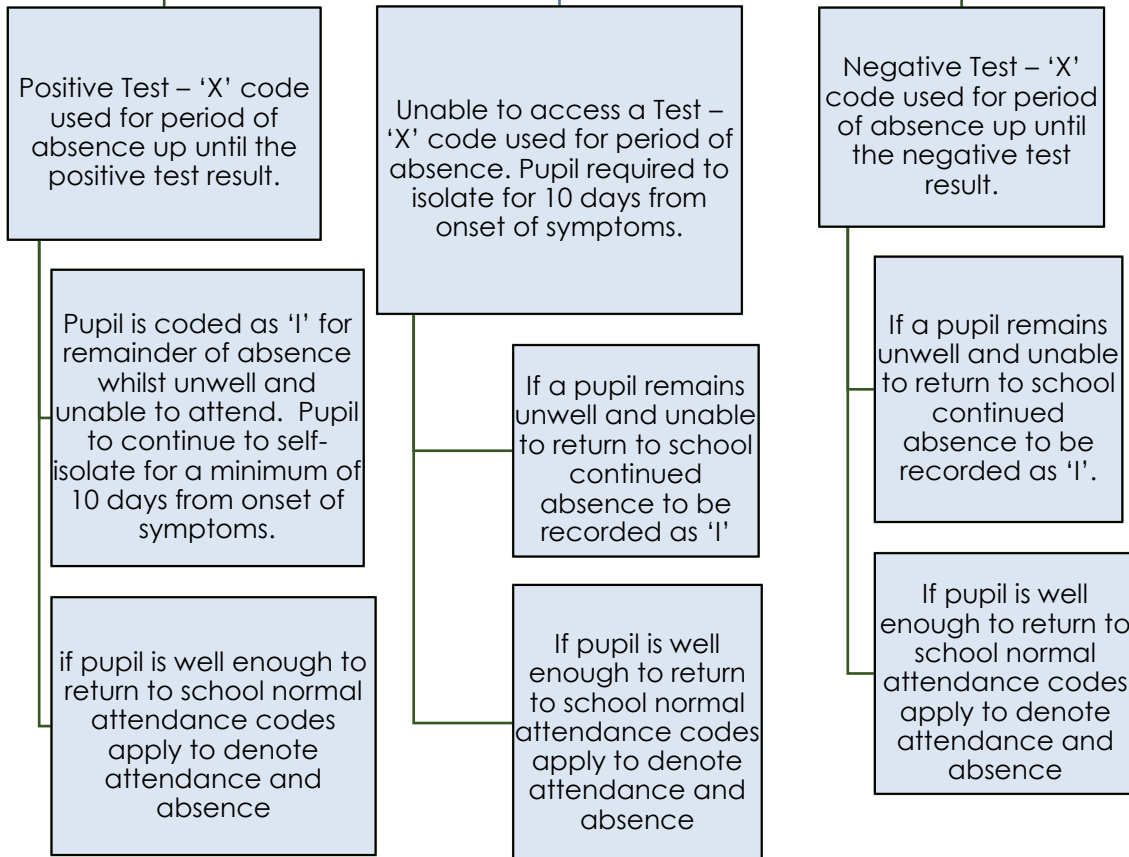 Positive Test – ‘X’ code
used for period of
absence up until the
positive test result.
Pupil is coded as ‘I’ for
remainder of absence
whilst unwell and
unable to attend.  Pupil
to continue to self-
isolate for a minimum of
10 days from onset of
symptoms.
if pupil is well enough to
return to school normal
attendance codes
apply to denote
attendance and
absence
Unable to access a Test –
‘X’ code used for period of
absence. Pupil required to
isolate for 10 days from
onset of symptoms.
If a pupil remains
unwell and unable
to return to school
continued
absence to be
recorded as ‘I’
If pupil is well
enough to return
to school normal
attendance codes
apply to denote
attendance and
absence
Negative Test – ‘X’
code used for period
of absence up until
the negative test
result.
If a pupil remains
unwell and unable
to return to school
continued
absence to be
recorded as ‘I’.
If pupil is well
enough to return to
school normal
attendance codes
apply to denote
attendance and
absence